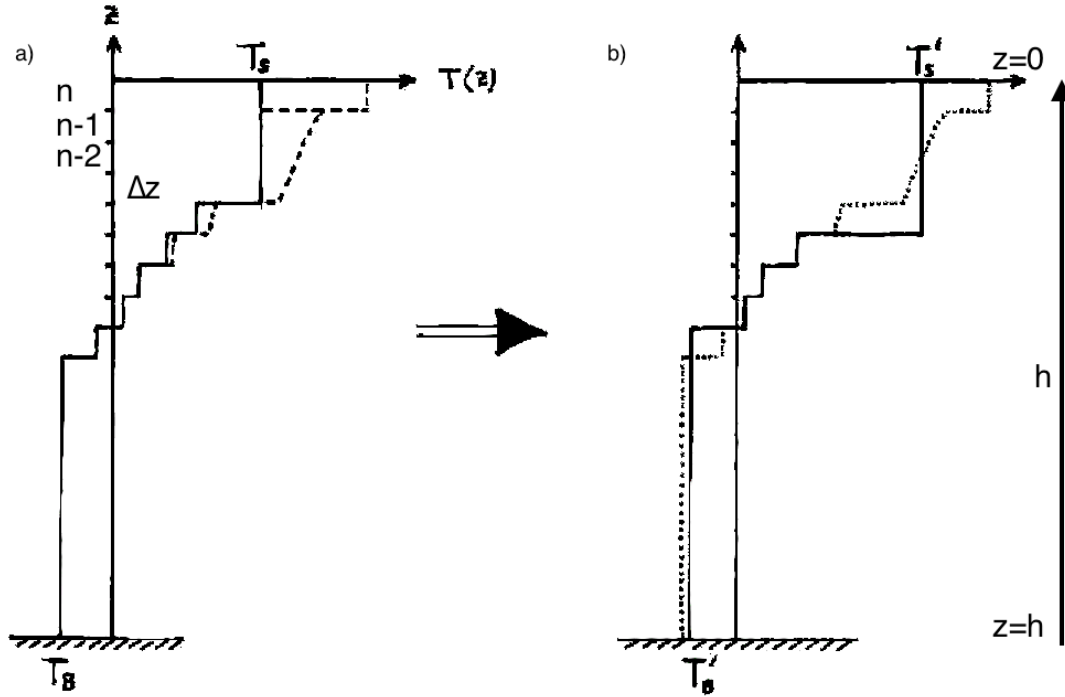 a)
z
T_s
T(z)
n
n-1
n-2
Δz
T_B
b)
T_s'
z=0
h
z=h
T_B'